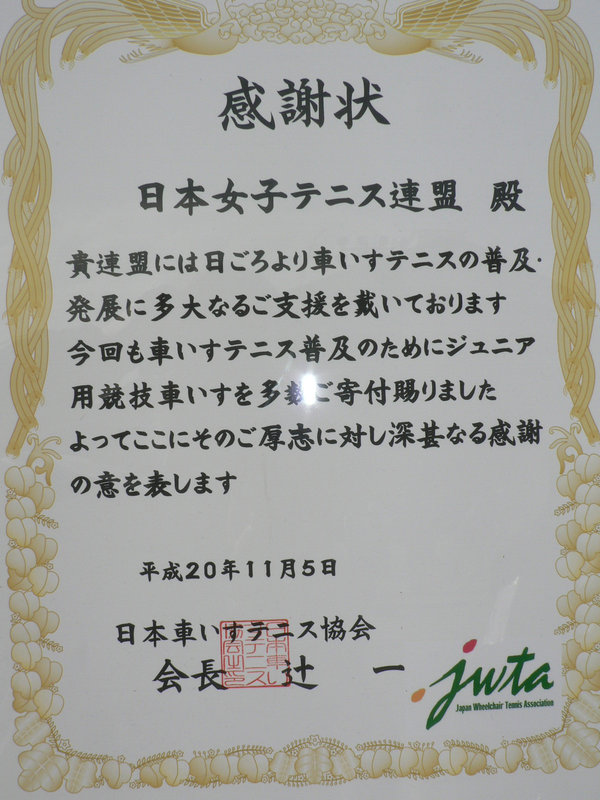 感謝状
日本女子テニス連盟 殿
貴連盟には日ごろより車いすテニスの普及・
発展に多大なるご支援を戴いております
今回も車いすテニス普及のためにジュニア
用競技車いすを多数ご寄付賜りました
よってここにそのご厚志に対し深甚なる感謝
の意を表します
平成20年11月5日
日本車いすテニス協会
会長 辻 一
jwta
Japan Wheelchair Tennis Association